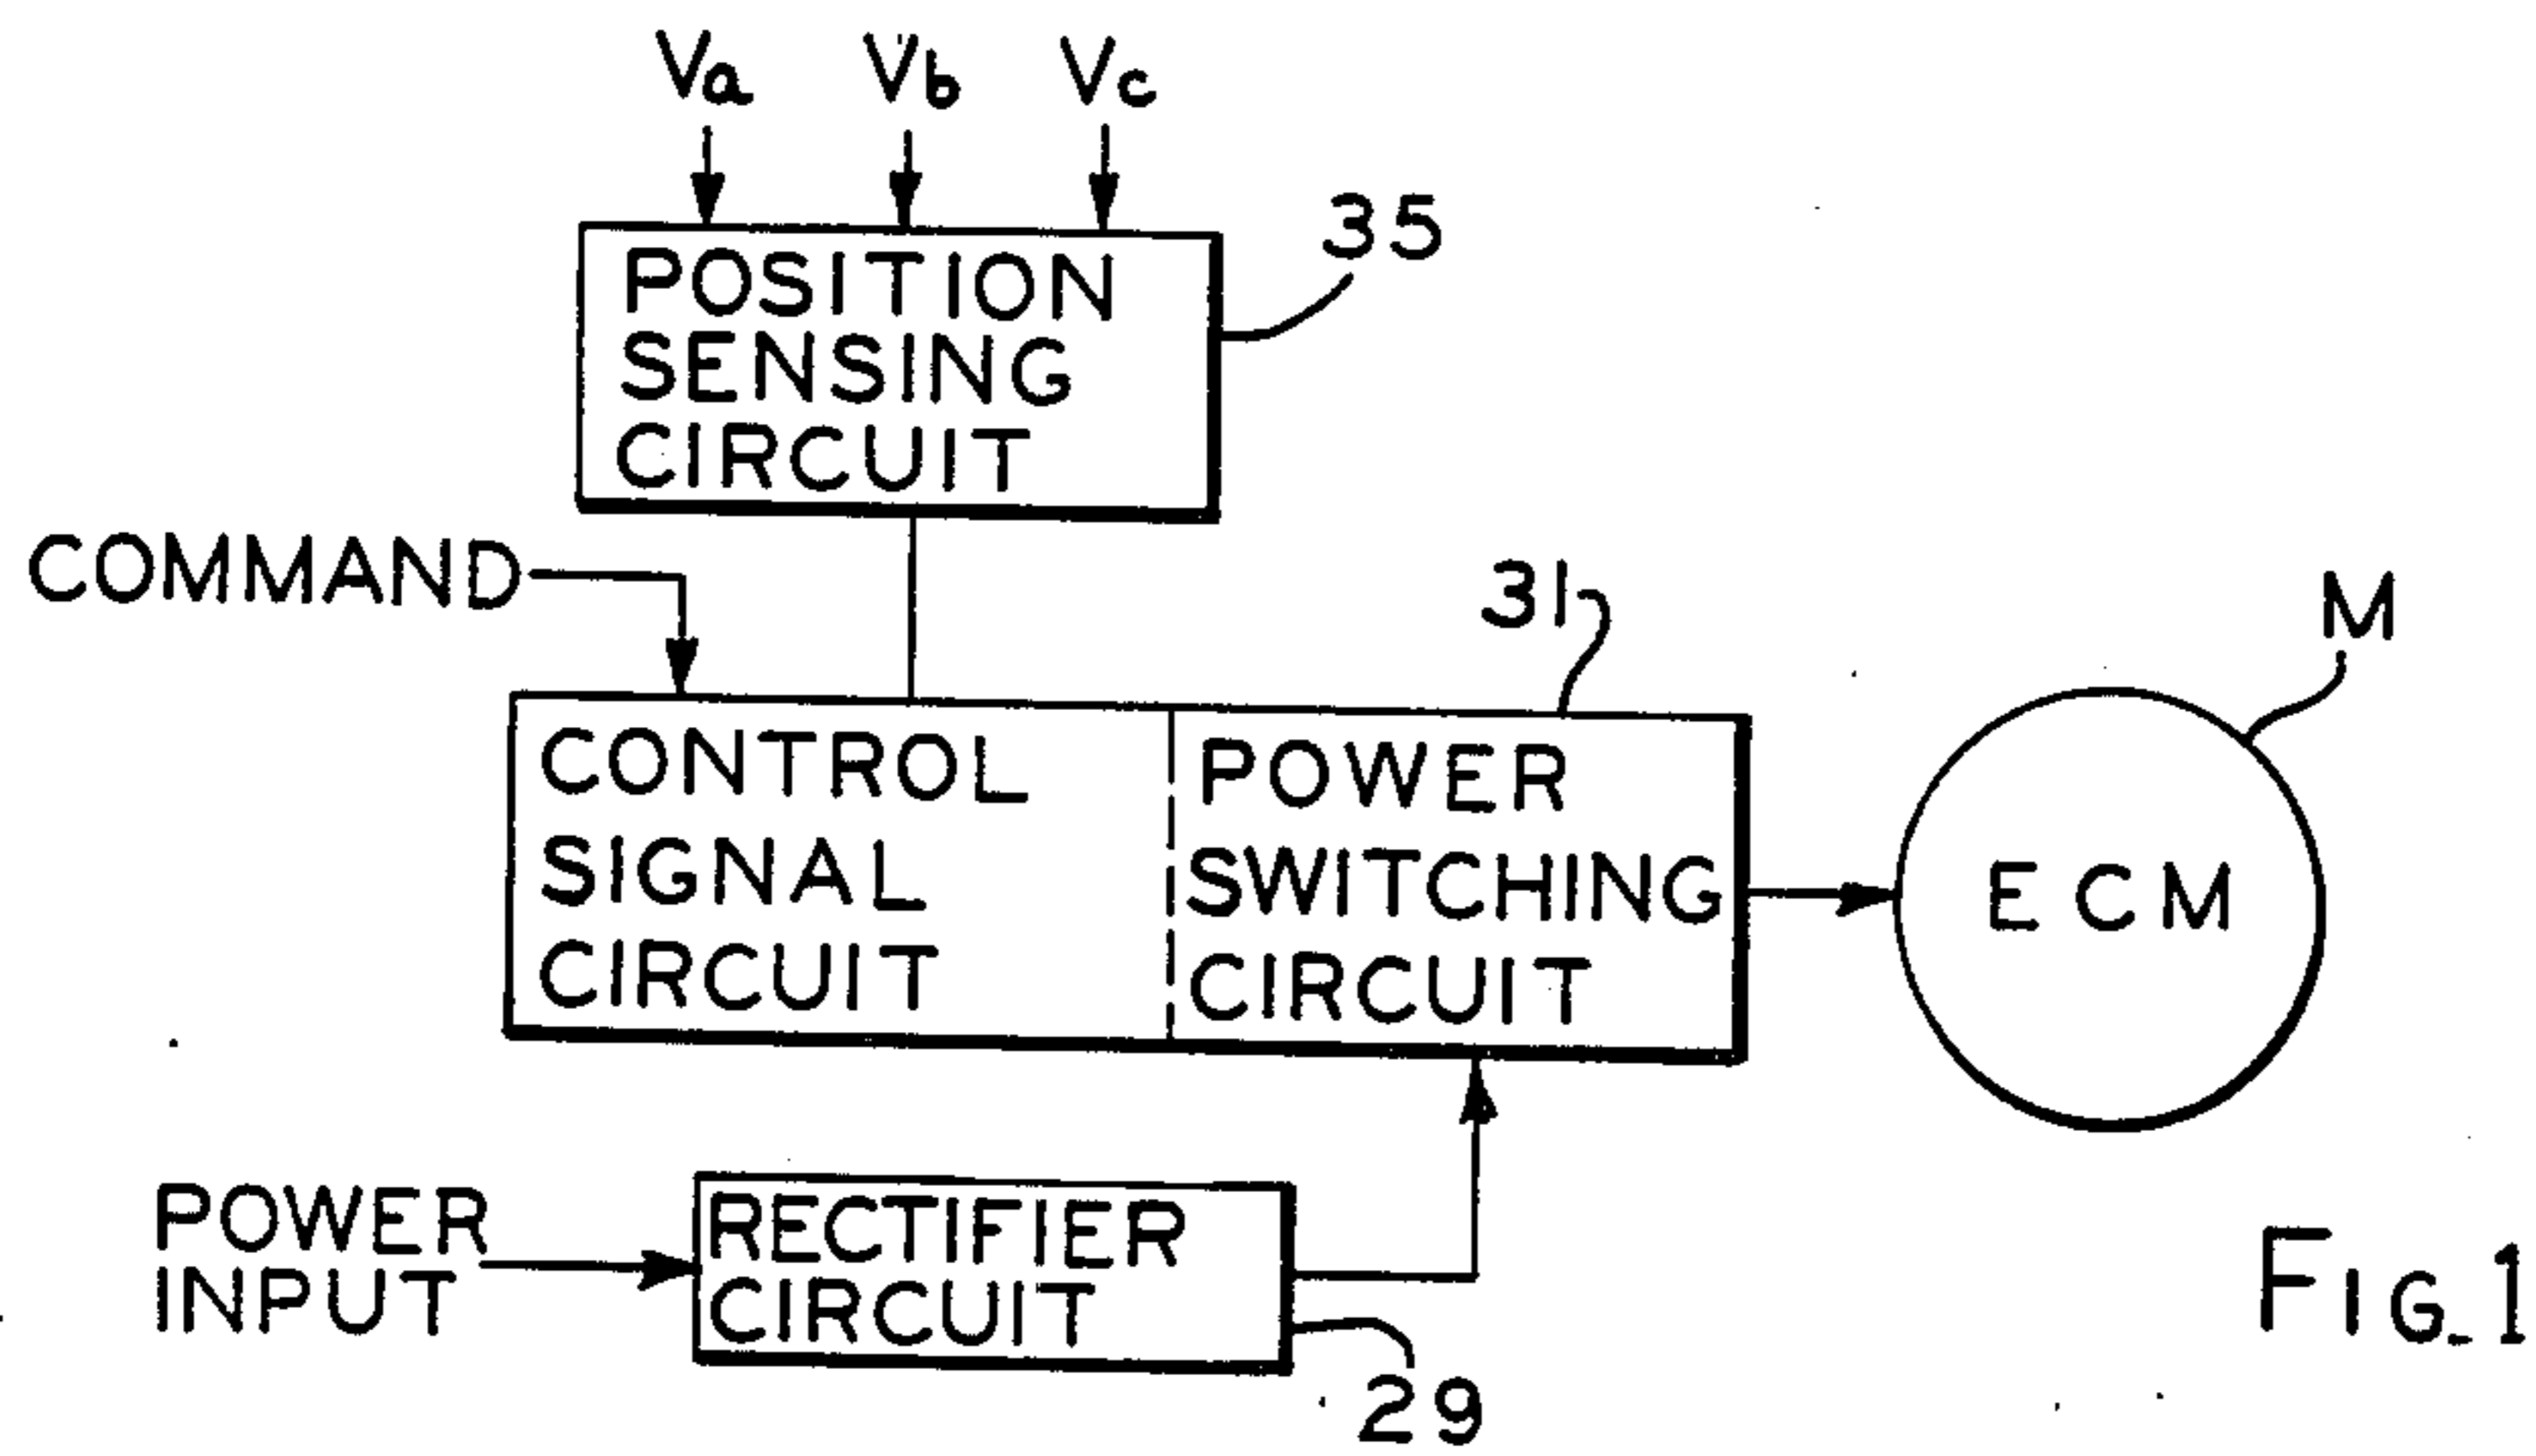 Va Vb Vc
35
POSITION
SENSING
CIRCUIT
COMMAND
31
M
CONTROL
SIGNAL
CIRCUIT
POWER
SWITCHING
CIRCUIT
ECM
POWER
INPUT
RECTIFIER
CIRCUIT
29
FIG. 1